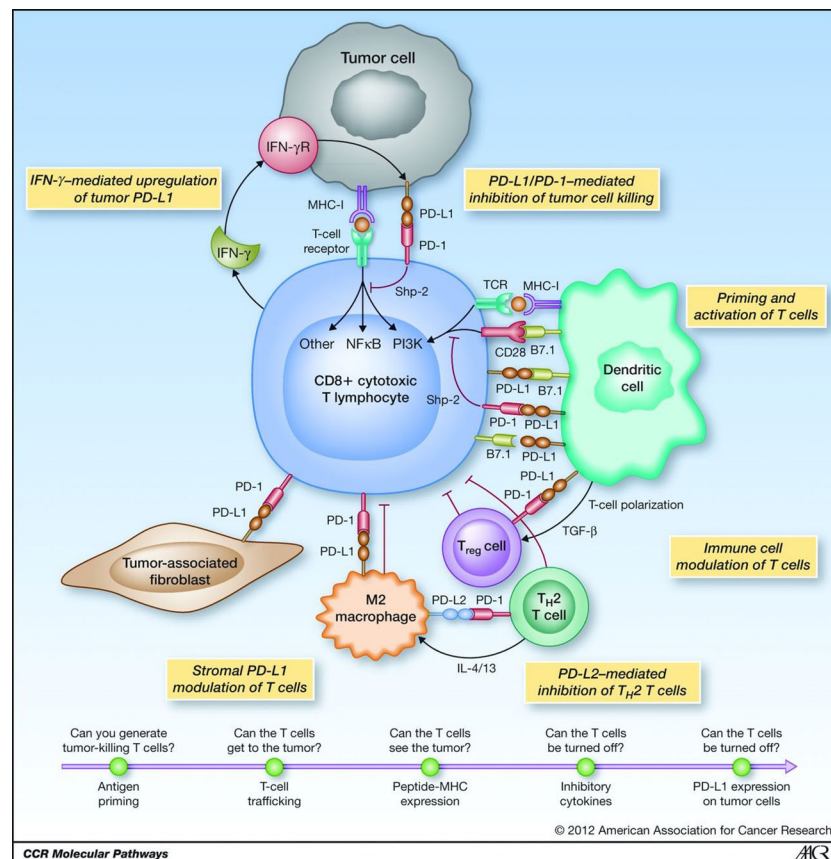 Tumor cell
IFN-γR
IFN-γ–mediated upregulation
of tumor PD-L1
PD-L1/PD-1–mediated
inhibition of tumor cell killing
MHC-I
PD-L1
T-cell
receptor
PD-1
IFN-γ
Shp-2
TCR
MHC-I
Priming and
activation of T cells
Other
NFκB
PI3K
CD28
B7.1
CD8+ cytotoxic
T lymphocyte
PD-L1
B7.1
Dendritic
cell
Shp-2
PD-1
PD-L1
B7.1
PD-L1
PD-1
PD-L1
PD-1
PD-L1
T-cell polarization
TGF-β
PD-1
PD-L1
Treg cell
Tumor-associated
fibroblast
Immune cell
modulation of T cells
M2
macrophage
PD-L2
PD-1
TH2
T cell
IL-4/13
Stromal PD-L1
modulation of T cells
PD-L2–mediated
inhibition of TH2 T cells
Can you generate
tumor-killing T cells?
Can the T cells
get to the tumor?
Can the T cells
see the tumor?
Can the T cells
be turned off?
Can the T cells
be turned off?
Antigen
priming
T-cell
trafficking
Peptide-MHC
expression
Inhibitory
cytokines
PD-L1 expression
on tumor cells
© 2012 American Association for Cancer Research
CCR Molecular Pathways
AACR